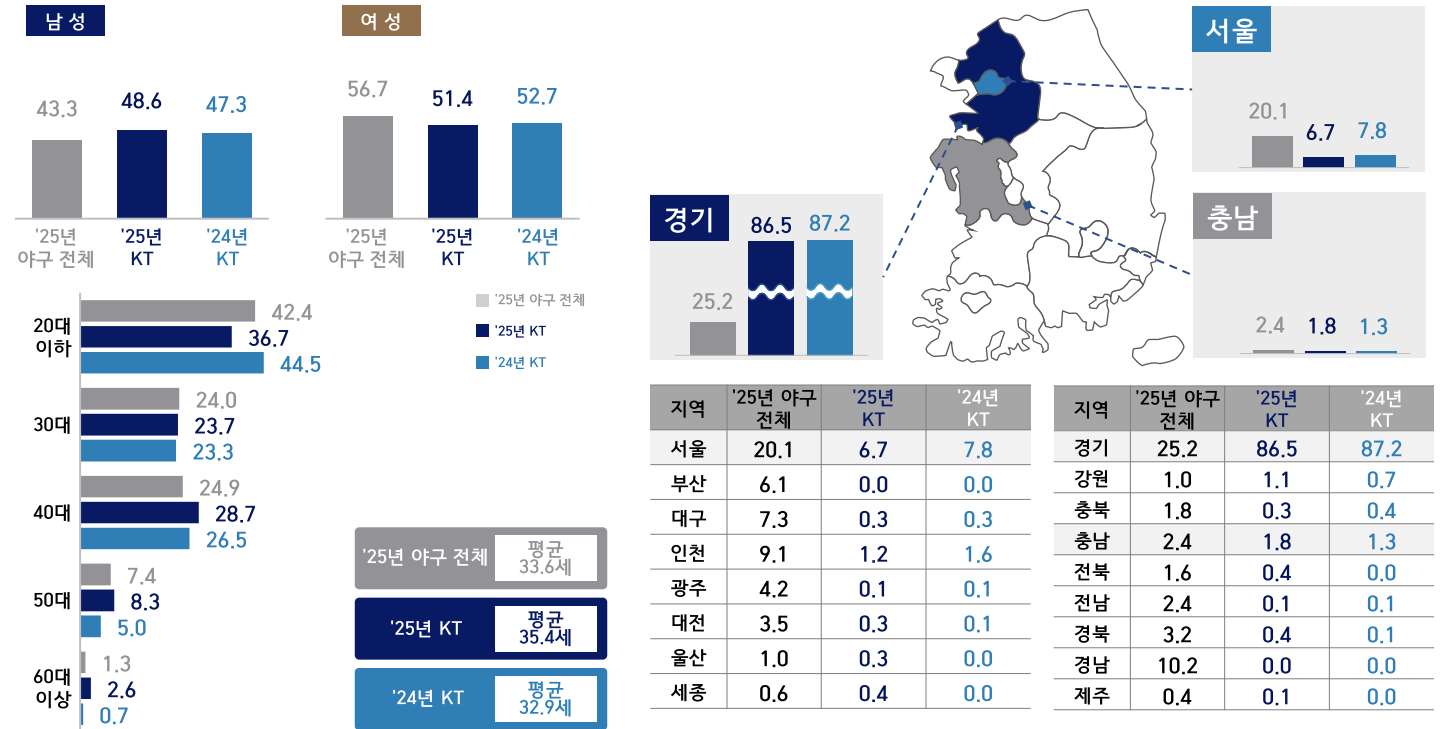 남 성
43.3
48.6
47.3
'25년
야구 전체
'25년
KT
'24년
KT
여 성
56.7
51.4
52.7
'25년
야구 전체
'25년
KT
'24년
KT
'25년 야구 전체
'25년 KT
'24년 KT
20대
이하
42.4
36.7
44.5
30대
24.0
23.7
23.3
40대
24.9
28.7
26.5
50대
7.4
8.3
5.0
60대
이상
1.3
2.6
0.7
'25년 야구 전체 평균 33.6세
'25년 KT 평균 35.4세
'24년 KT 평균 32.9세
서울
20.1
6.7
7.8
경기
25.2
86.5
87.2
충남
2.4
1.8
1.3
지역 '25년 야구 전체 '25년 KT '24년 KT
서울 20.1 6.7 7.8
부산 6.1 0.0 0.0
대구 7.3 0.3 0.3
인천 9.1 1.2 1.6
광주 4.2 0.1 0.1
대전 3.5 0.3 0.1
울산 1.0 0.3 0.0
세종 0.6 0.4 0.0
지역 '25년 야구 전체 '25년 KT '24년 KT
경기 25.2 86.5 87.2
강원 1.0 1.1 0.7
충북 1.8 0.3 0.4
충남 2.4 1.8 1.3
전북 1.6 0.4 0.0
전남 2.4 0.1 0.1
경북 3.2 0.4 0.1
경남 10.2 0.0 0.0
제주 0.4 0.1 0.0